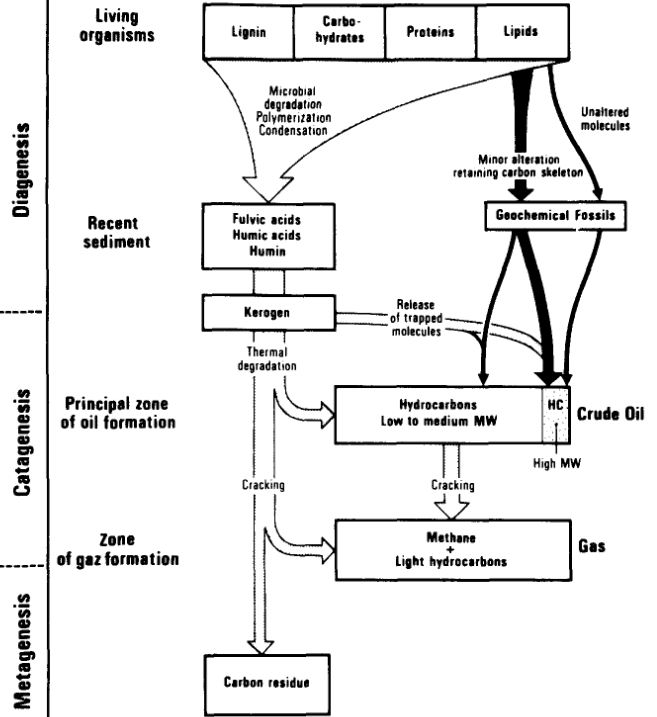 Living
organisms
Lignin
Carbo-
hydrates
Proteins
Lipids
Microbial
degradation
Polymerization
Condensation
Unaltered
molecules
Minor alteration
retaining carbon skeleton
Diagenesis
Recent
sediment
Fulvic acids
Humic acids
Humin
Geochemical Fossils
Kerogen
Release
of trapped
molecules
Thermal
degradation
Catagenesis
Principal zone
of oil formation
Hydrocarbons
Low to medium MW
HC
Crude Oil
High MW
Cracking
Cracking
Zone
of gaz formation
Methane
+
Light hydrocarbons
Gas
Metagenesis
Carbon residue